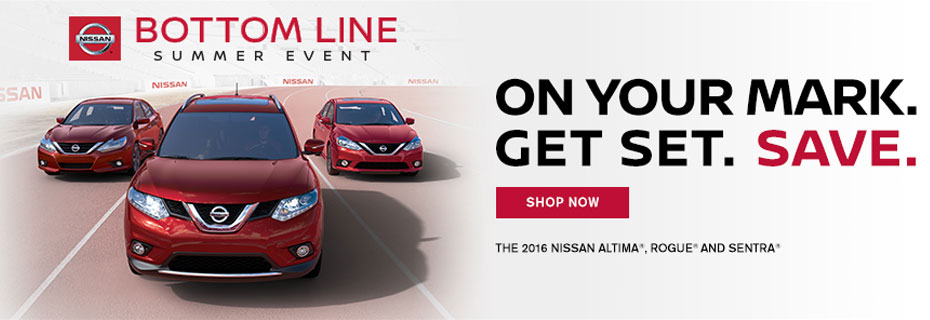 NISSAN
BOTTOM LINE
SUMMER EVENT
SSAN
NISSAN
NISSAN
NISSAN
ON YOUR MARK.
GET SET. SAVE.
SHOP NOW
THE 2016 NISSAN ALTIMA®, ROGUE® AND SENTRA®